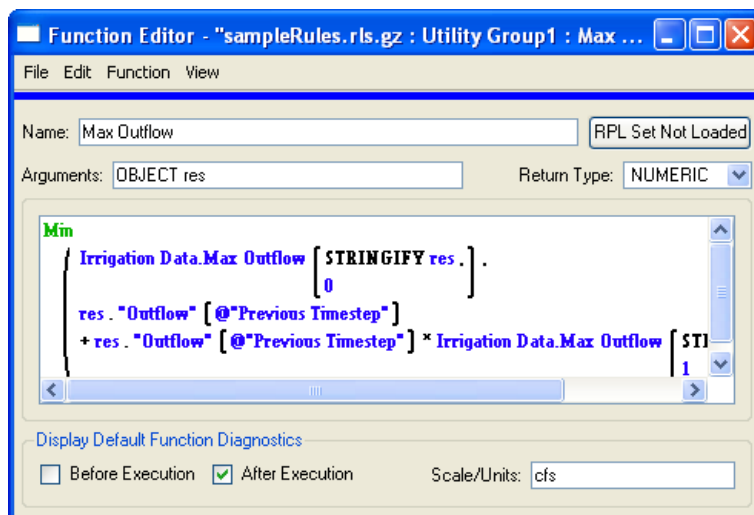 Function Editor - "sampleRules.rls.gz : Utility Group1 : Max ...
File Edit Function View
Name: Max Outflow RPL Set Not Loaded
Arguments: OBJECT res Return Type: NUMERIC
Min
( Irrigation Data.Max Outflow [ STRINGIFY res . ] .
0
res . "Outflow" [ @"Previous Timestep" ]
+ res . "Outflow" [ @"Previous Timestep" ] * Irrigation Data.Max Outflow [
1
Display Default Function Diagnostics
Before Execution After Execution Scale/Units: cfs